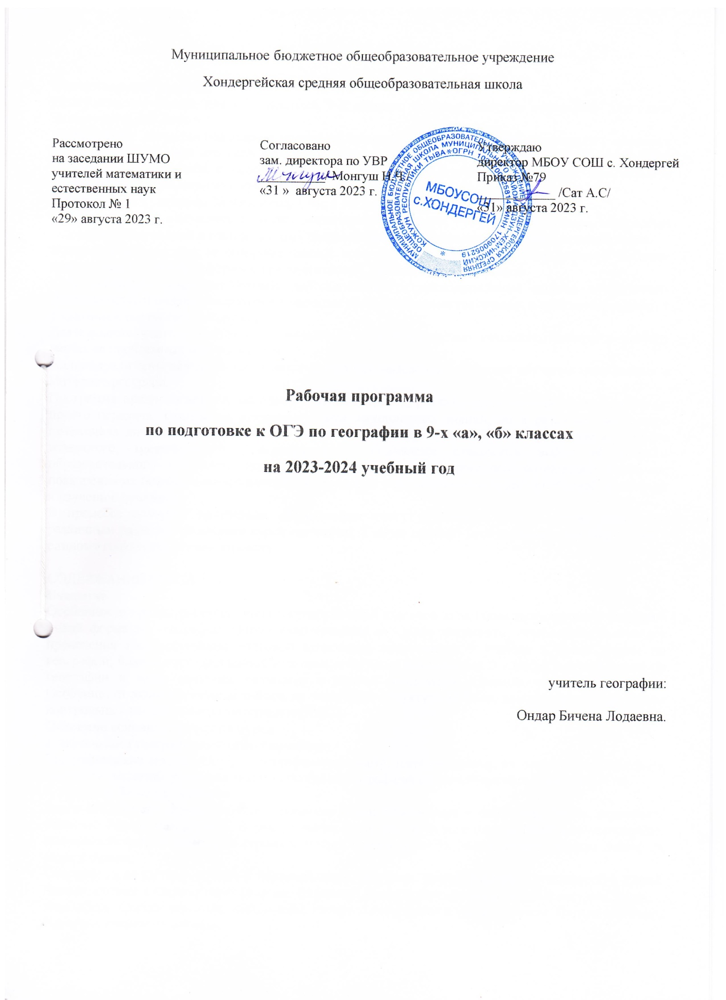 Муниципальное бюджетное общеобразовательное учреждение
Хондергейская средняя общеобразовательная школа
Рассмотрено
на заседании ШУМО
учителей математики и
естественных наук
Протокол № 1
«29» августа 2023 г.
Согласовано
зам. директора по УВР
____________/ Монгуш Н.Ч./
«31 » августа 2023 г.
Утверждаю
директор МБОУ СОШ с. Хондергей
Приказ №79
____________ /Сат А.С/
«31» августа 2023 г.
МУНИЦИПАЛЬНОЕ БЮДЖЕТНОЕ ОБЩЕОБРАЗОВАТЕЛЬНОЕ УЧРЕЖДЕНИЕ ХОНДЕРГЕЙСКАЯ СРЕДНЯЯ
ОБЩЕОБРАЗОВАТЕЛЬНАЯ ШКОЛА МУНИЦИПАЛЬНОГО РАЙОНА ДЗУН-ХЕМЧИКСКИЙ
КОЖУУН РЕСПУБЛИКИ ТЫВА * ОГРН ИНН 1709005219
МБОУСОШ
с.ХОНДЕРГЕЙ
Рабочая программа
по подготовке к ОГЭ по географии в 9-х «а», «б» классах
на 2023-2024 учебный год
учитель географии:
Ондар Бичена Лодаевна.